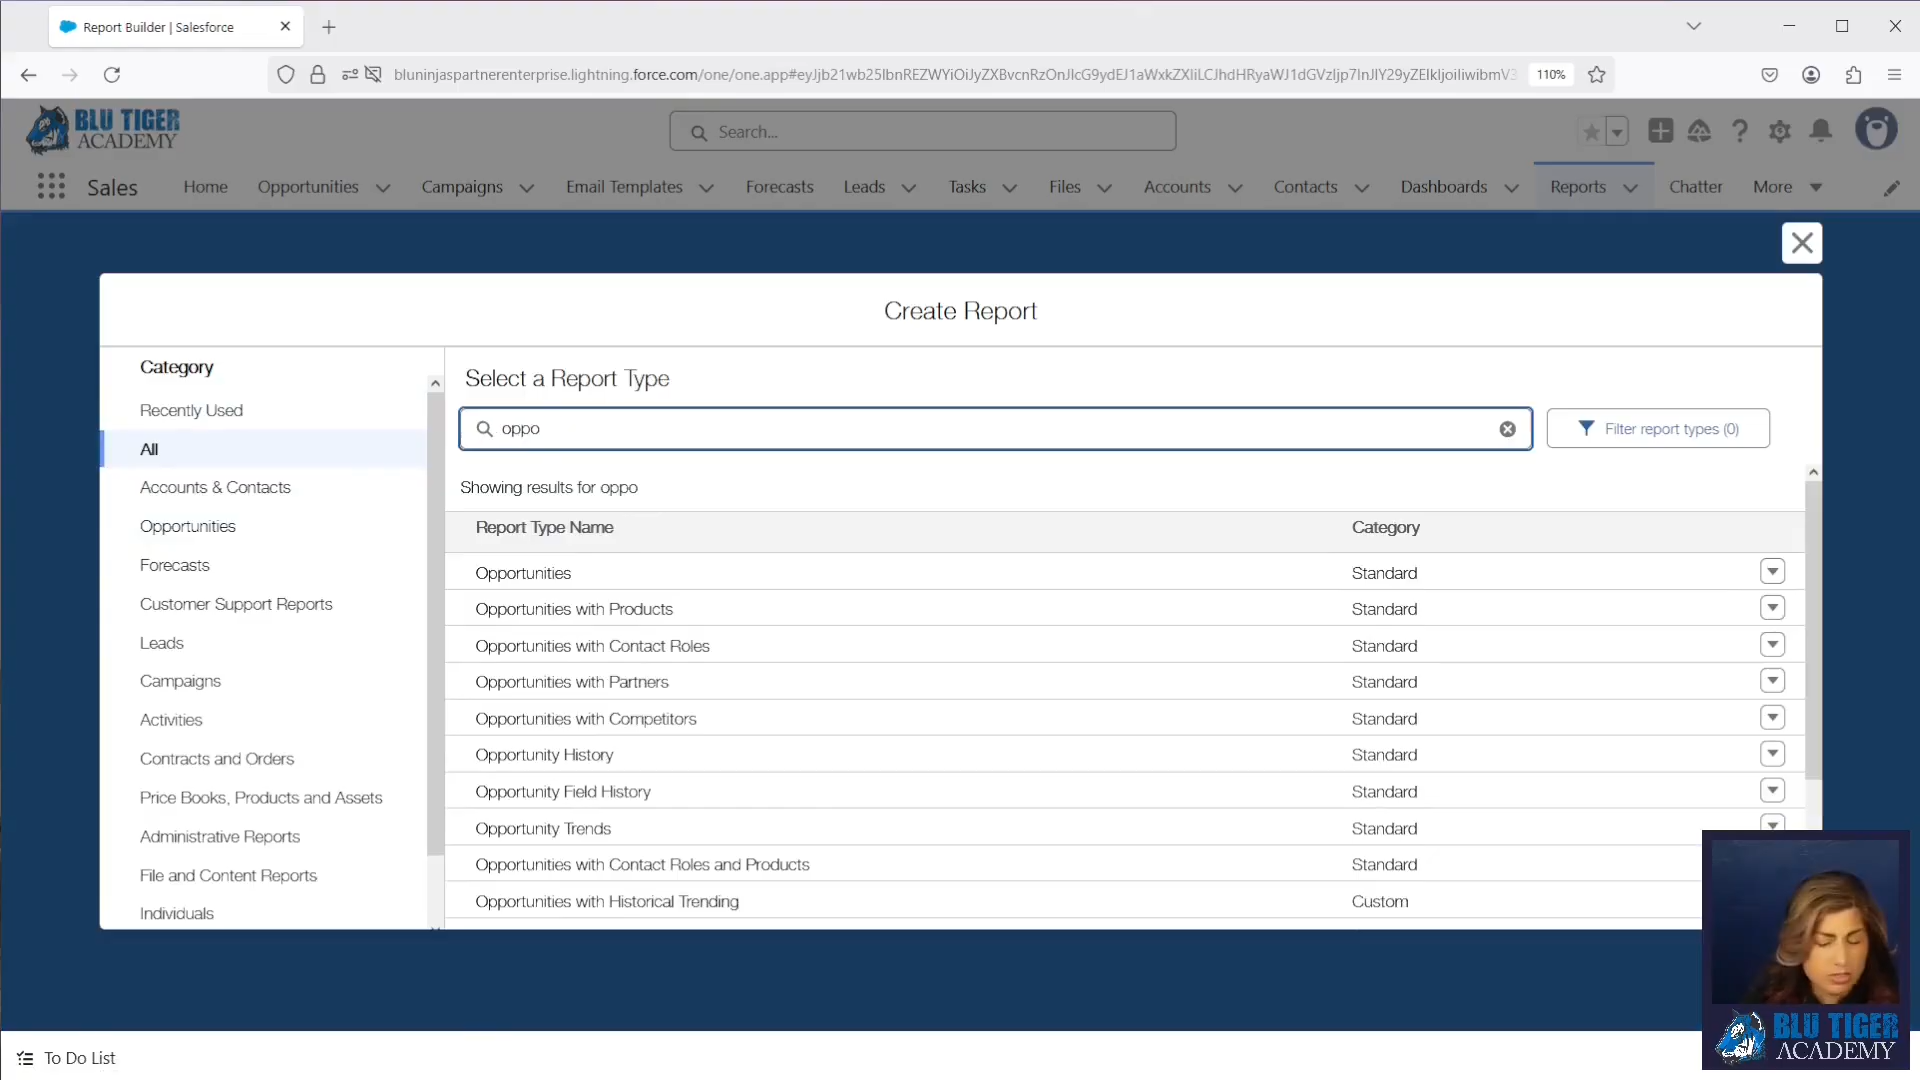 Report Builder | Salesforce
bluninjaspartnerenterprise.lightning.force.com/one/one.app#
110%
BLU TIGER
ACADEMY
Search...
Sales
Home
Opportunities
Campaigns
Email Templates
Forecasts
Leads
Tasks
Files
Accounts
Contacts
Dashboards
Reports
Chatter
More
Create Report
Category
Recently Used
All
Accounts & Contacts
Opportunities
Forecasts
Customer Support Reports
Leads
Campaigns
Activities
Contracts and Orders
Price Books, Products and Assets
Administrative Reports
File and Content Reports
Individuals
Select a Report Type
oppo
Filter report types (0)
Showing results for oppo
Report Type Name Category
Opportunities Standard
Opportunities with Products Standard
Opportunities with Contact Roles Standard
Opportunities with Partners Standard
Opportunities with Competitors Standard
Opportunity History Standard
Opportunity Field History Standard
Opportunity Trends Standard
Opportunities with Contact Roles and Products Standard
Opportunities with Historical Trending Custom
To Do List
BLU TIGER
ACADEMY